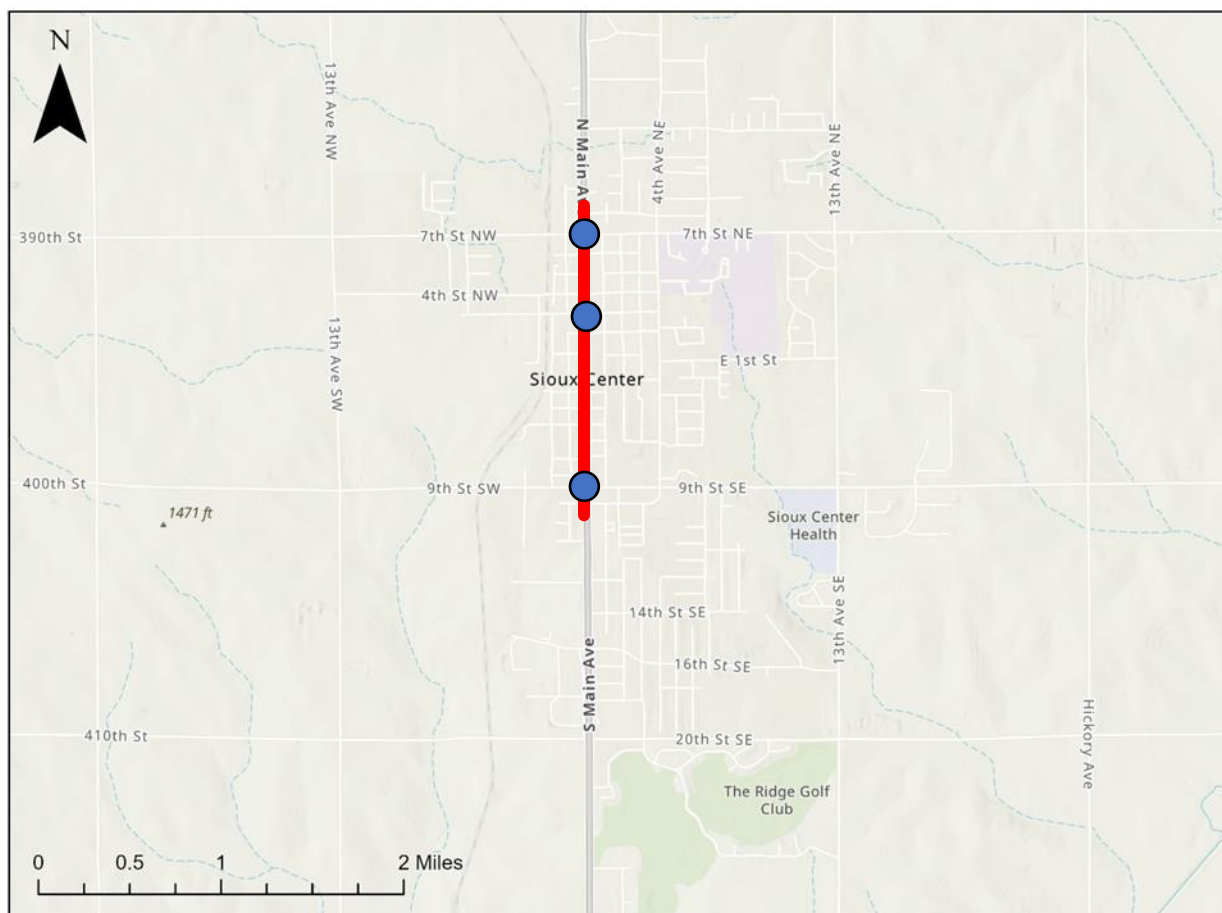 N
13th Ave NW
N Main Av
4th Ave NE
13th Ave NE
390th St
7th St NW
7th St NE
4th St NW
13th Ave SW
E 1st St
Sioux Center
400th St
9th St SW
9th St SE
1471 ft
Sioux Center
Health
14th St SE
13th Ave SE
16th St SE
S Main Ave
Hickory Ave
410th St
20th St SE
The Ridge Golf
Club
0 0.5 1 2 Miles